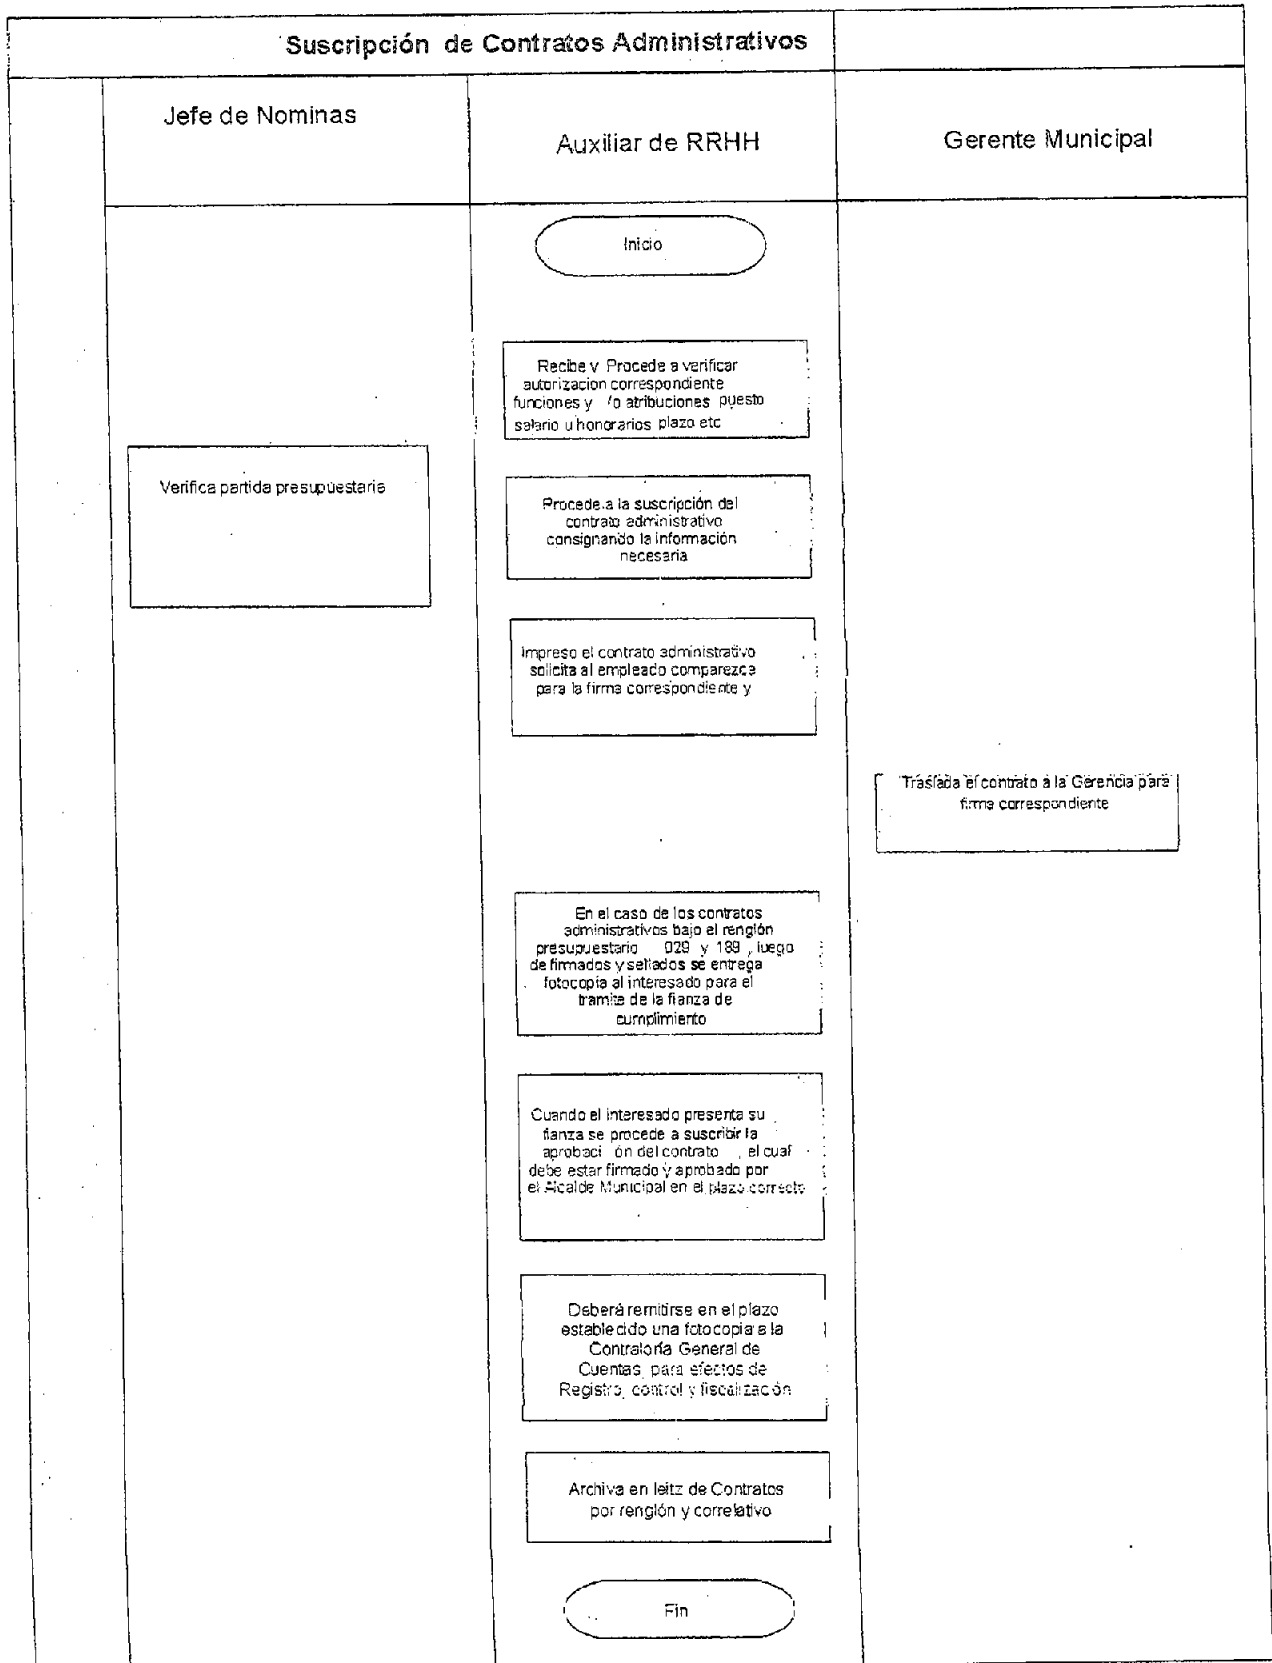 Suscripción de Contratos Administrativos
Jefe de Nominas
Auxiliar de RRHH
Gerente Municipal
Inicio
Recibe y Procede a verificar
autorizacion correspondiente
funciones y /o atribuciones puesto
salario u honorarios plazo etc
Verifica partida presupuestaria
Procede a la suscripción del
contrato administrativo
consignando la información
necesaria
Impreso el contrato administrativo
solicita al empleado comparezca
para la firma correspondiente y
Traslada el contrato a la Gerencia para
firma correspondiente
En el caso de los contratos
administrativos bajo el renglón
presupuestario 029 y 189 , luego
de firmados y sellados se entrega
fotocopia al interesado para el
tramite de la fianza de
cumplimiento
Cuando el interesado presenta su
fianza se procede a suscribir la
aprobaci ón del contrato , el cual
debe estar firmado y aprobado por
el Alcalde Municipal en el plazo correcto
Deberá remitirse en el plazo
establecido una fotocopia a la
Contraloría General de
Cuentas, para efectos de
Registro, control y fiscalización
Archiva en leitz de Contratos
por renglón y correlativo
Fin